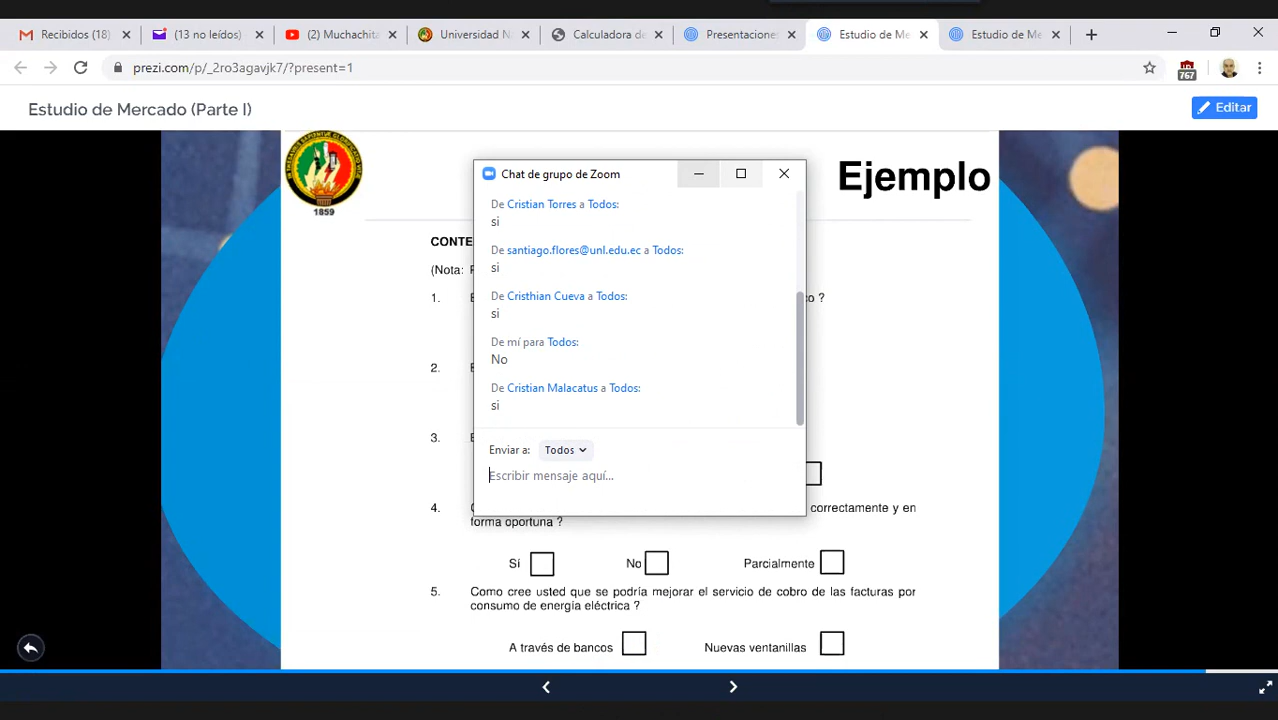 Recibidos (18)
(13 no leídos)
(2) Muchachita
Universidad N
Calculadora d
Presentaciones
Estudio de Me
Estudio de Me
prezi.com/p/_2ro3agavjk7/?present=1
767
Estudio de Mercado (Parte I)
Editar
1859
Ejemplo
Chat de grupo de Zoom
De Cristian Torres a Todos:
si
De santiago.flores@unl.edu.ec a Todos:
si
De Cristhian Cueva a Todos:
si
De mí para Todos:
No
De Cristian Malacatus a Todos:
si
Enviar a: Todos
Escribir mensaje aquí...
CONTE
(Nota:
1. ?
2.
3.
4. correctamente y en
forma oportuna ?
Sí No Parcialmente
5. Como cree usted que se podría mejorar el servicio de cobro de las facturas por
consumo de energía eléctrica ?
A través de bancos Nuevas ventanillas